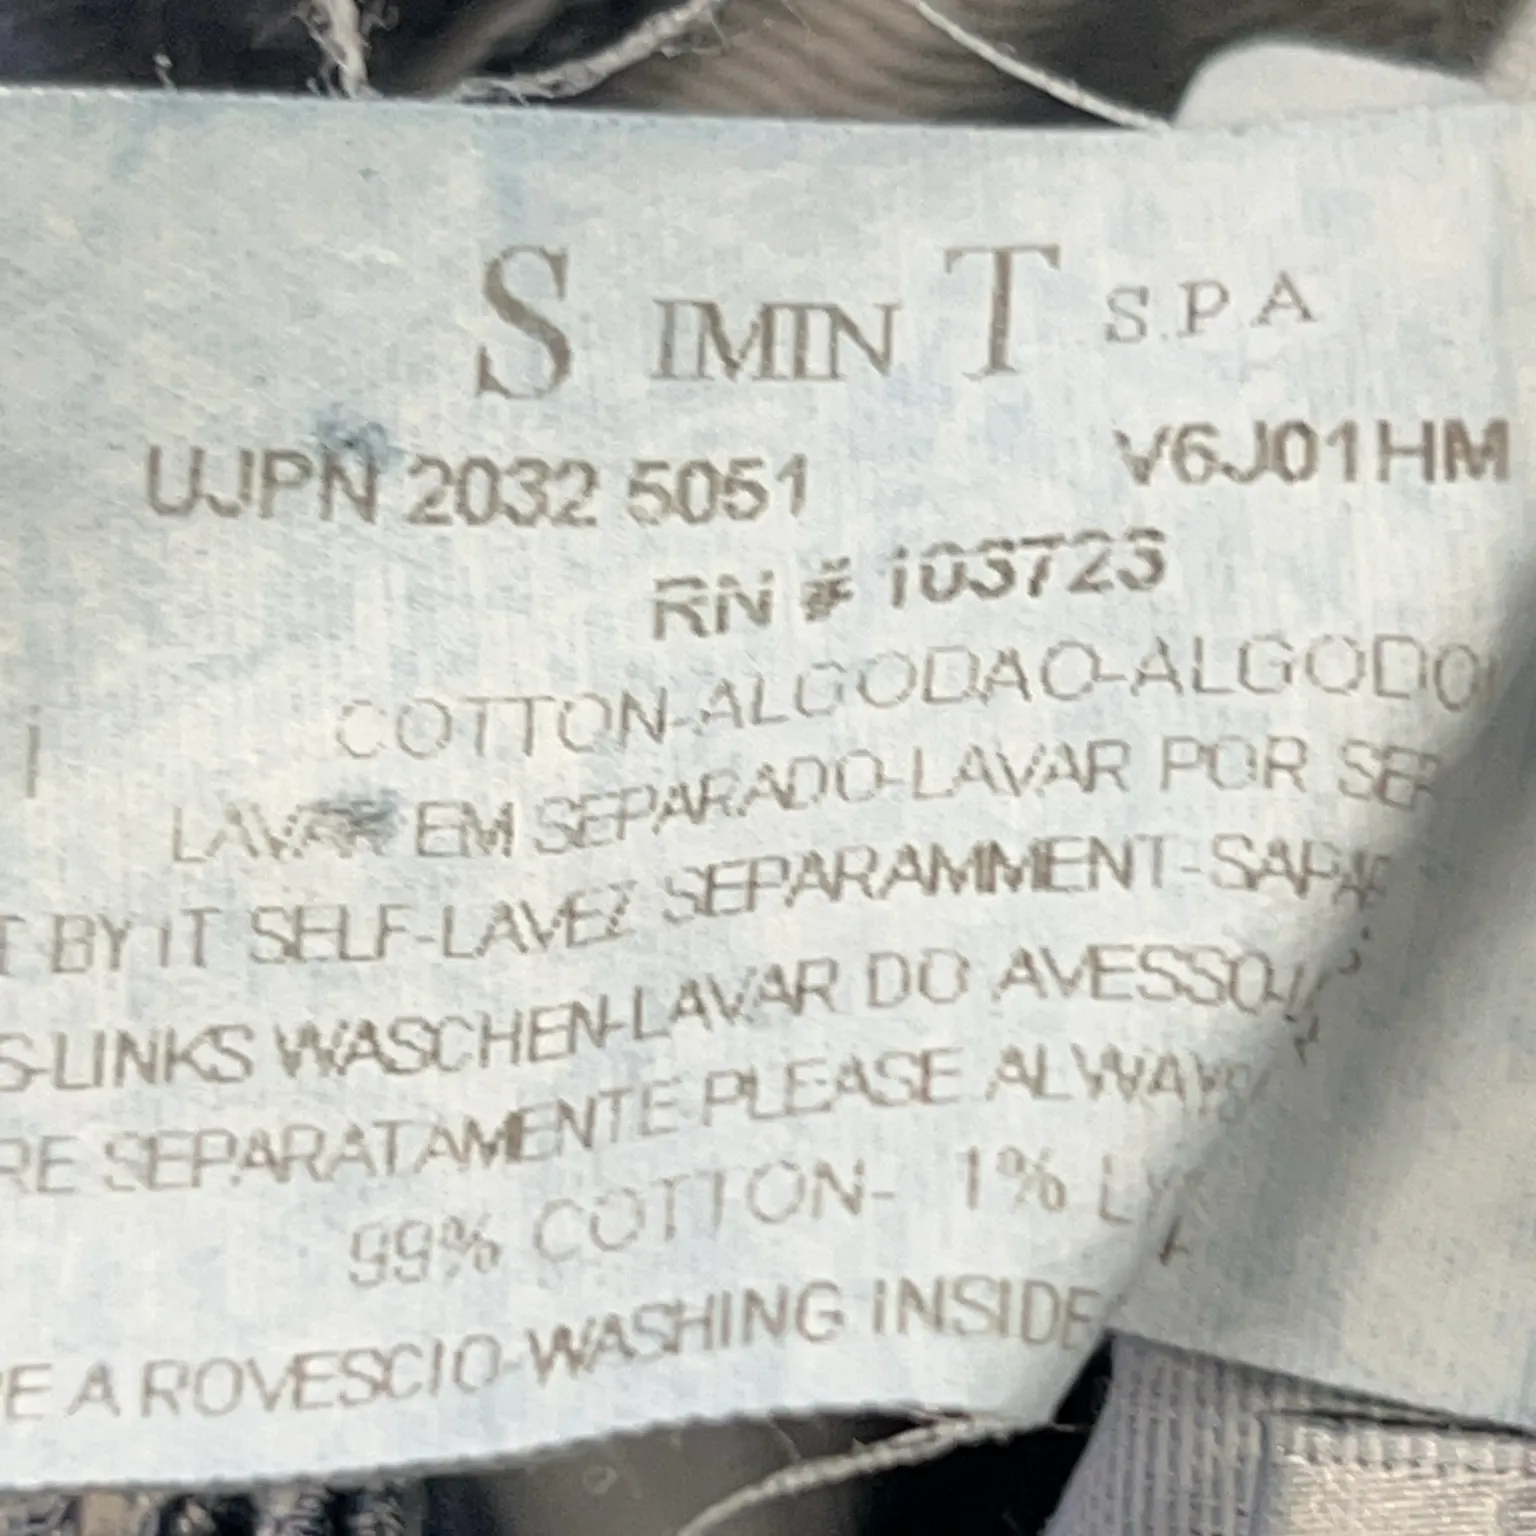 S IMIN T S.P.A
UJPN 2032 5051 V6J01HM
RN # 103723
COTTON-ALGODAO-ALGODO
LAVAR EM SEPARADO-LAVAR POR SE
T BY IT SELF-LAVEZ SEPARAMMENT-SAPA
S-LINKS WASCHEN-LAVAR DO AVESSO-
RE SEPARATAMENTE PLEASE ALWAY
99% COTTON- 1% L
E A ROVESCIO-WASHING INSIDE